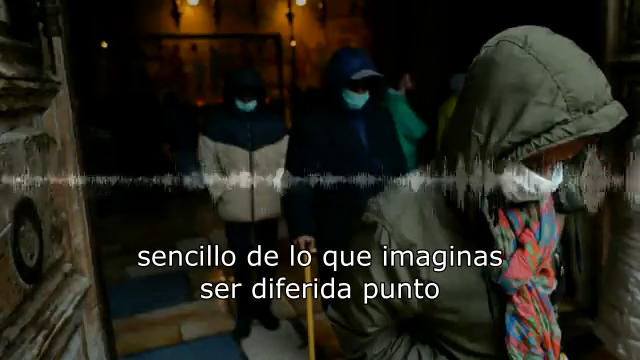 sencillo de lo que imaginas
ser diferida punto